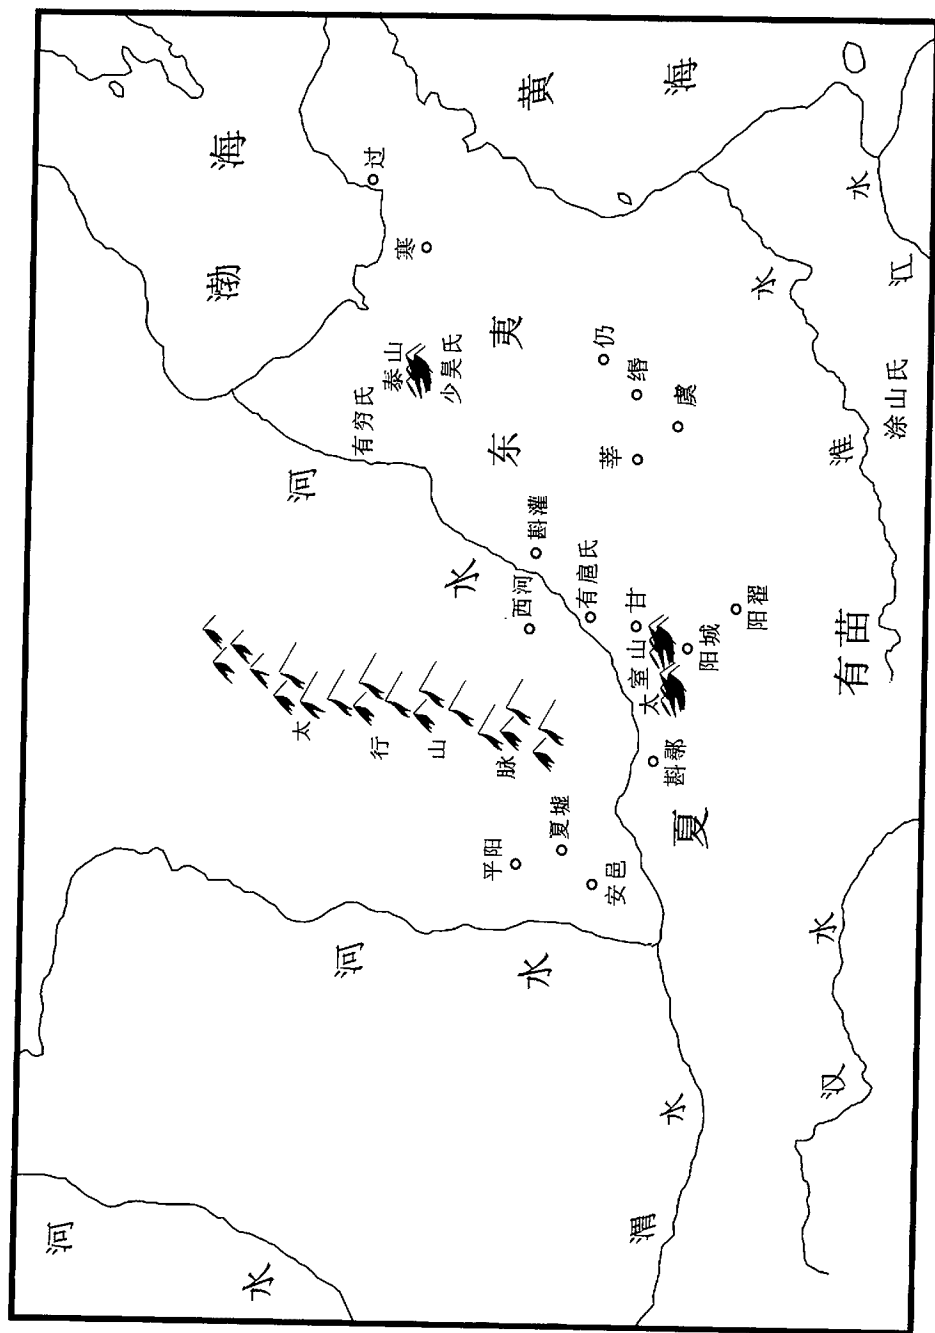 河水
渤海
河水
河水
太行山脉
有穷氏
泰山
少昊氏
过
寒
东夷
黄海
平阳
夏墟
安邑
西河
斟灌
有扈氏
甘
莘
缗
仍
虞
太室山
阳城
阳翟
斟鄩
夏
渭水
汉水
淮水
有苗
涂山氏
江水